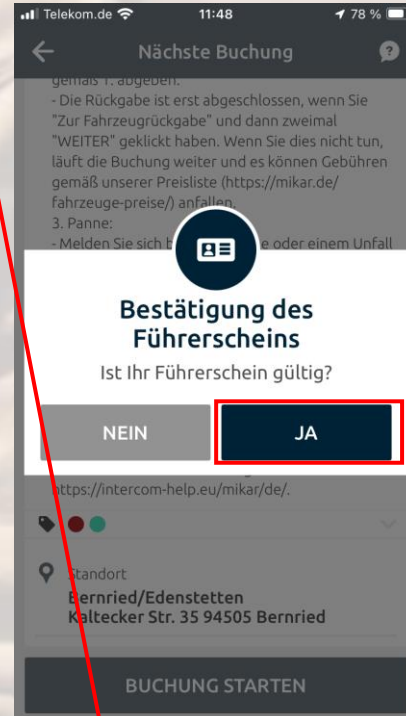 Telekom.de 11:48 78 %
Nächste Buchung
gemäß 1. abgeben.
- Die Rückgabe ist erst abgeschlossen, wenn Sie
"Zur Fahrzeugrückgabe" und dann zweimal
"WEITER" geklickt haben. Wenn Sie dies nicht tun,
läuft die Buchung weiter und es können Gebühren
gemäß unserer Preisliste (https://mikar.de/
fahrzeuge-preise/) anfallen.
3. Panne:
- Melden Sie sich oder einem Unfall
Bestätigung des
Führerscheins
Ist Ihr Führerschein gültig?
NEIN JA
https://intercom-help.eu/mikar/de/.
Standort
Bernried/Edenstetten
Kaltecker Str. 35 94505 Bernried
BUCHUNG STARTEN